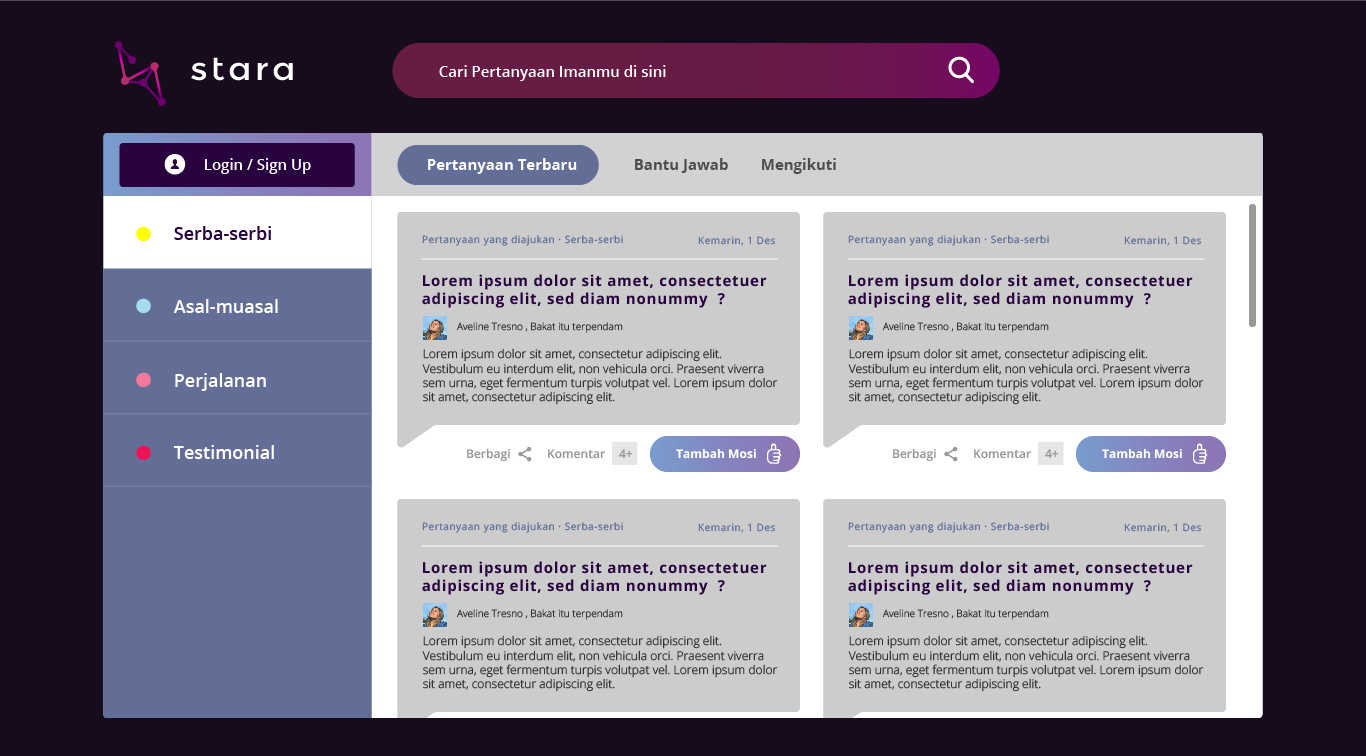 stara
Cari Pertanyaan Imanmu di sini
Login / Sign Up
Pertanyaan Terbaru
Bantu Jawab
Mengikuti
Serba-serbi
Asal-muasal
Perjalanan
Testimonial
Pertanyaan yang diajukan · Serba-serbi
Kemarin, 1 Des
Lorem ipsum dolor sit amet, consectetuer
adipiscing elit, sed diam nonummy ?
Aveline Tresno , Bakat itu terpendam
Lorem ipsum dolor sit amet, consectetur adipiscing elit.
Vestibulum eu interdum elit, non vehicula orci. Praesent viverra
sem urna, eget fermentum turpis volutpat vel. Lorem ipsum dolor
sit amet, consectetur adipiscing elit.
Berbagi
Komentar
4+
Tambah Mosi
Pertanyaan yang diajukan · Serba-serbi
Kemarin, 1 Des
Lorem ipsum dolor sit amet, consectetuer
adipiscing elit, sed diam nonummy ?
Aveline Tresno , Bakat itu terpendam
Lorem ipsum dolor sit amet, consectetur adipiscing elit.
Vestibulum eu interdum elit, non vehicula orci. Praesent viverra
sem urna, eget fermentum turpis volutpat vel. Lorem ipsum dolor
sit amet, consectetur adipiscing elit.
Berbagi
Komentar
4+
Tambah Mosi
Pertanyaan yang diajukan · Serba-serbi
Kemarin, 1 Des
Lorem ipsum dolor sit amet, consectetuer
adipiscing elit, sed diam nonummy ?
Aveline Tresno , Bakat itu terpendam
Lorem ipsum dolor sit amet, consectetur adipiscing elit.
Vestibulum eu interdum elit, non vehicula orci. Praesent viverra
sem urna, eget fermentum turpis volutpat vel. Lorem ipsum dolor
sit amet, consectetur adipiscing elit.
Pertanyaan yang diajukan · Serba-serbi
Kemarin, 1 Des
Lorem ipsum dolor sit amet, consectetuer
adipiscing elit, sed diam nonummy ?
Aveline Tresno , Bakat itu terpendam
Lorem ipsum dolor sit amet, consectetur adipiscing elit.
Vestibulum eu interdum elit, non vehicula orci. Praesent viverra
sem urna, eget fermentum turpis volutpat vel. Lorem ipsum dolor
sit amet, consectetur adipiscing elit.